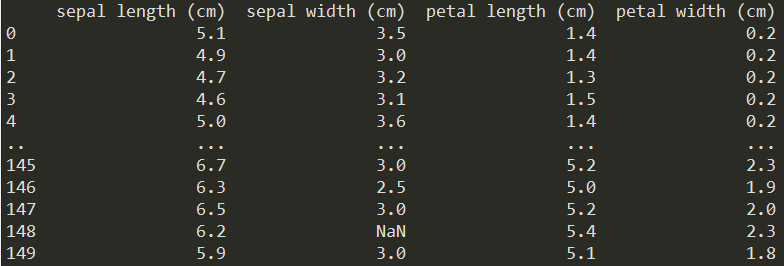 sepal length (cm) sepal width (cm) petal length (cm) petal width (cm)
0 5.1 3.5 1.4 0.2
1 4.9 3.0 1.4 0.2
2 4.7 3.2 1.3 0.2
3 4.6 3.1 1.5 0.2
4 5.0 3.6 1.4 0.2
.. ... ... ... ...
145 6.7 3.0 5.2 2.3
146 6.3 2.5 5.0 1.9
147 6.5 3.0 5.2 2.0
148 6.2 NaN 5.4 2.3
149 5.9 3.0 5.1 1.8